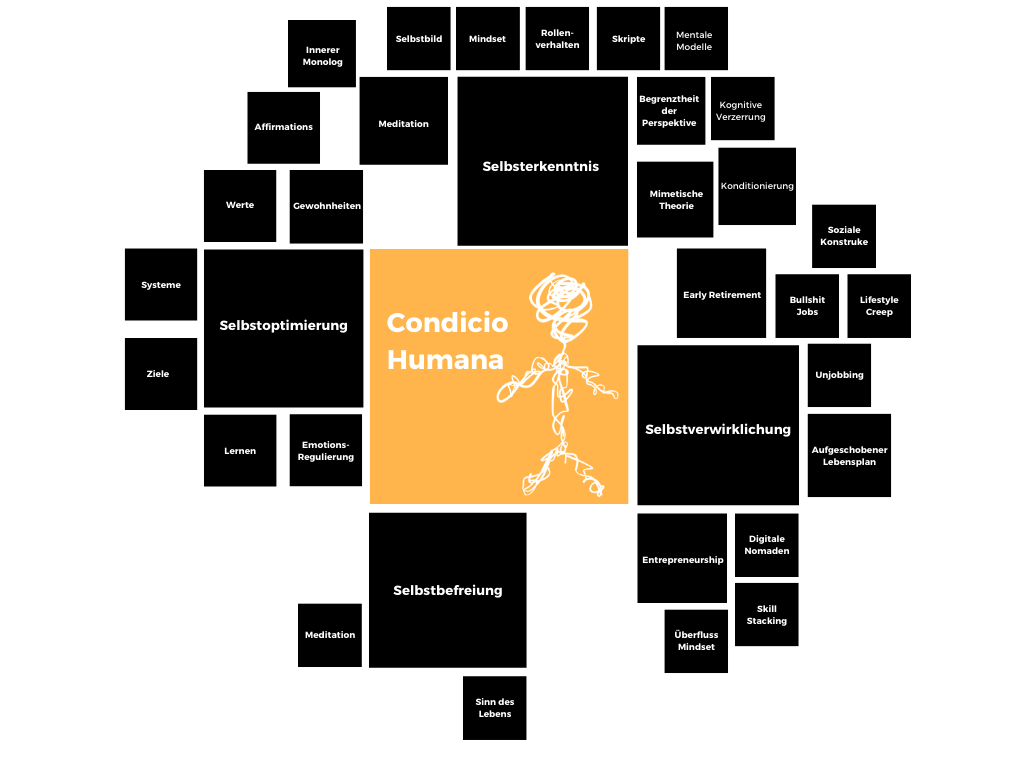 Innerer
Monolog
Selbstbild
Mindset
Rollen-
verhalten
Skripte
Mentale
Modelle
Affirmations
Meditation
Selbsterkenntnis
Begrenztheit
der
Perspektive
Kognitive
Verzerrung
Werte
Gewohnheiten
Mimetische
Theorie
Konditionierung
Soziale
Konstruke
Systeme
Selbstoptimierung
Ziele
Condicio
Humana
Early Retirement
Bullshit
Jobs
Lifestyle
Creep
Unjobbing
Selbstverwirklichung
Aufgeschobener
Lebensplan
Lernen
Emotions-
Regulierung
Selbstbefreiung
Entrepreneurship
Digitale
Nomaden
Skill
Stacking
Überfluss
Mindset
Meditation
Sinn des
Lebens